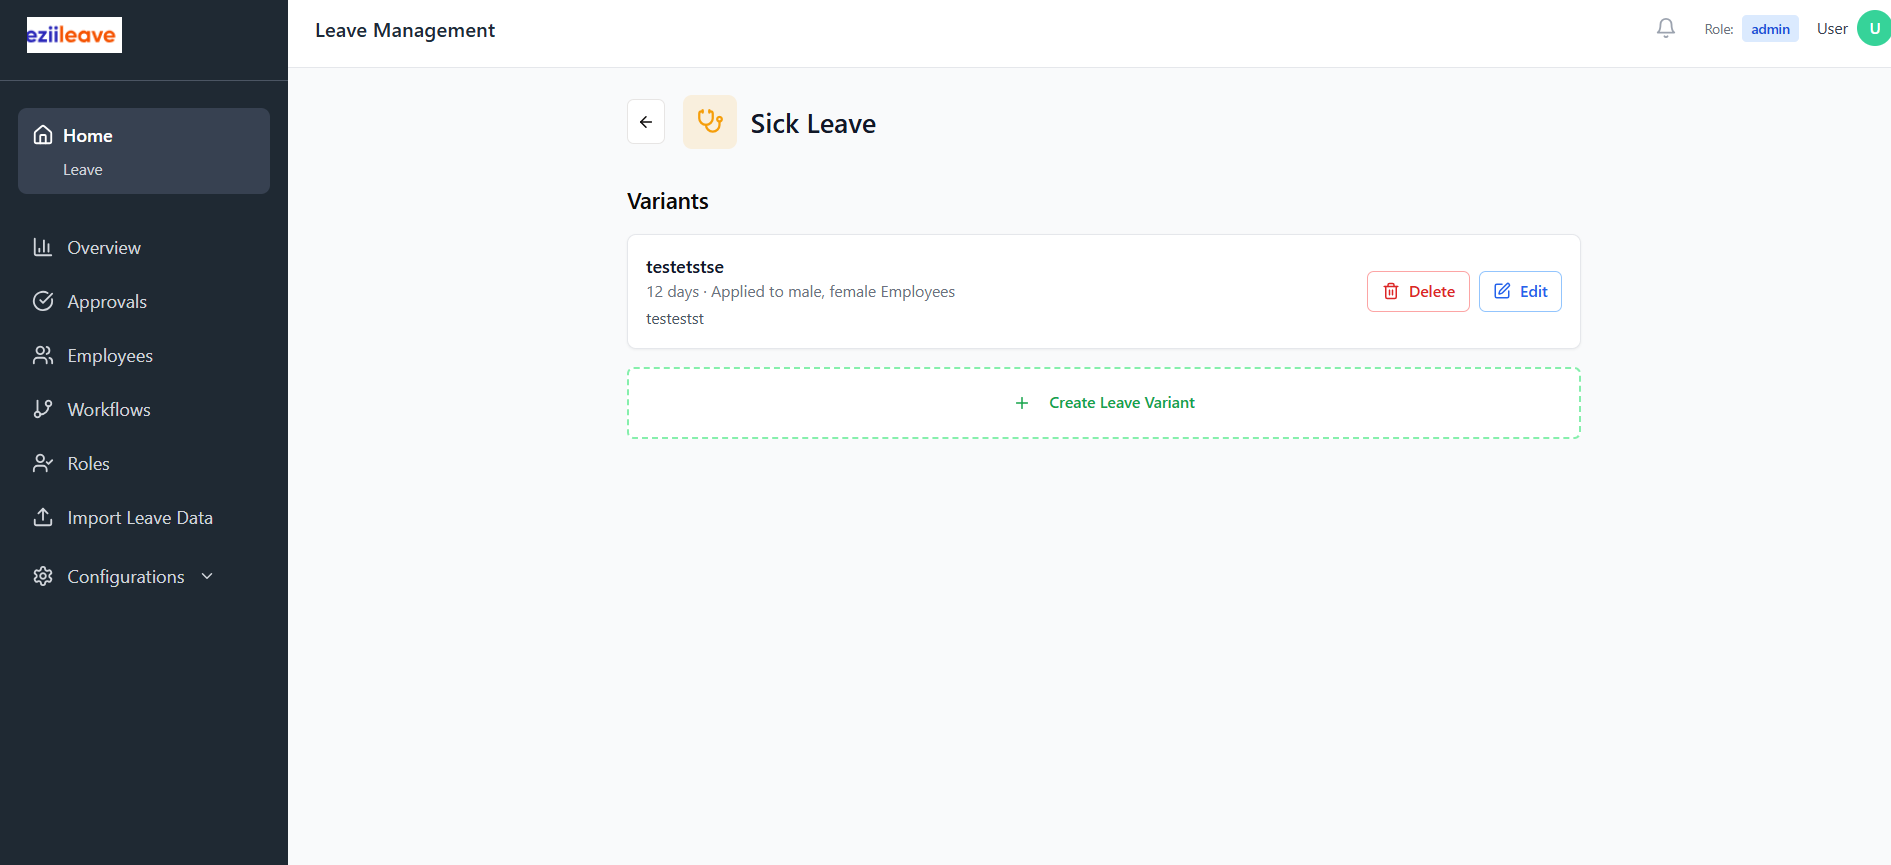 eziileave
Leave Management
Role: admin User U
Home
Leave
Overview
Approvals
Employees
Workflows
Roles
Import Leave Data
Configurations
Sick Leave
Variants
testetstse
12 days · Applied to male, female Employees
testestst
Delete Edit
+ Create Leave Variant